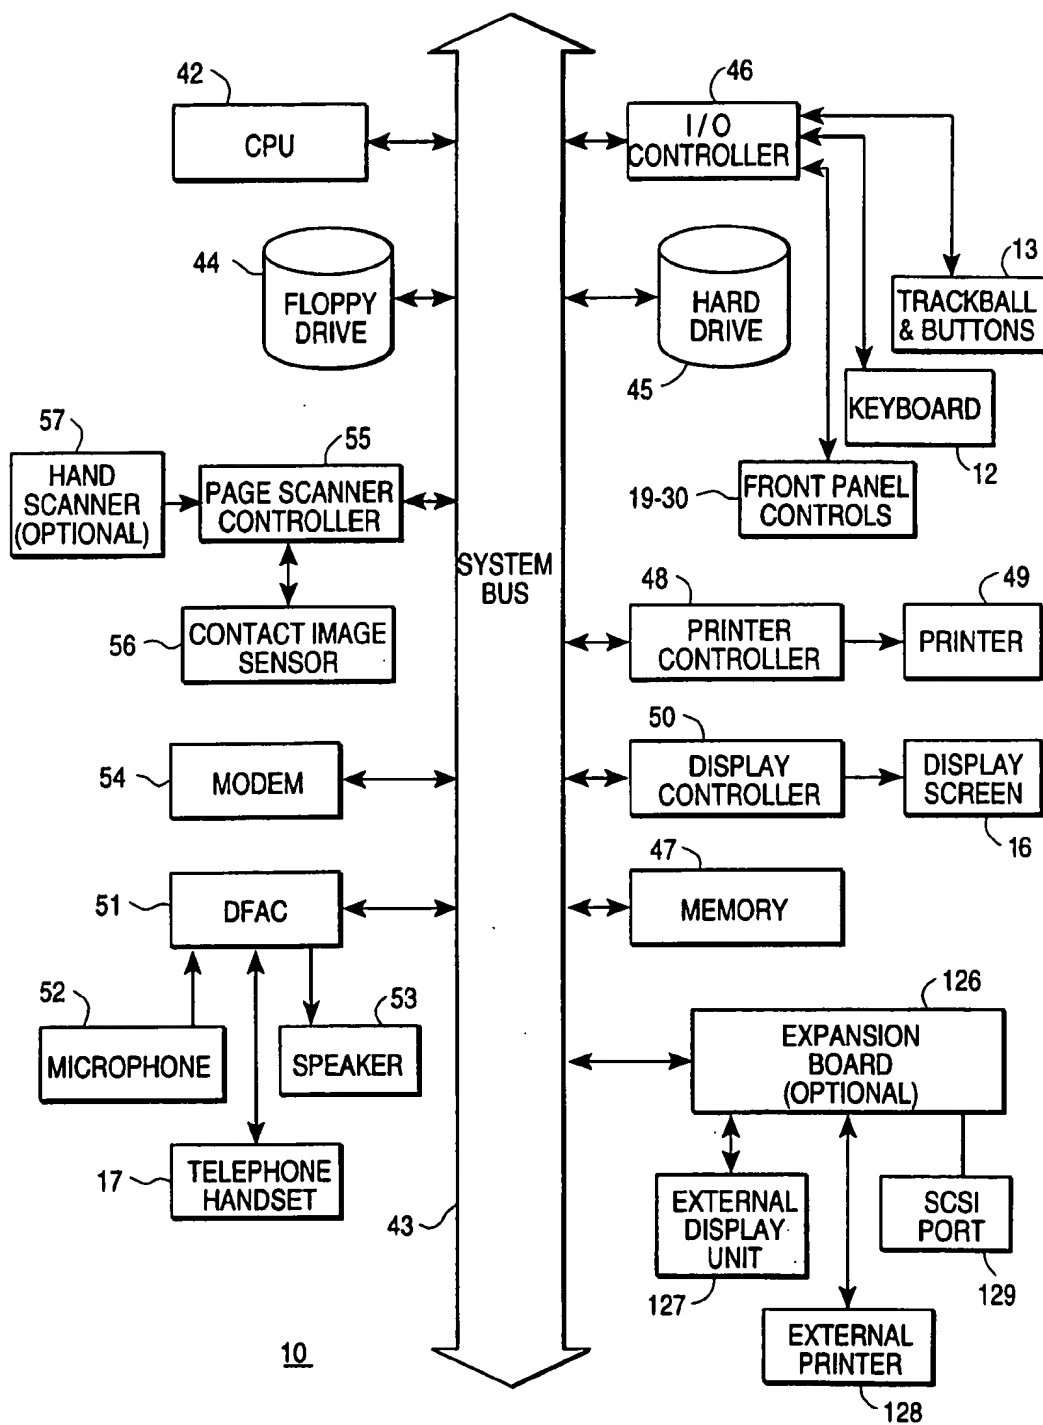 42
CPU
46
I/O
CONTROLLER
44
FLOPPY
DRIVE
HARD
DRIVE
45
13
TRACKBALL
& BUTTONS
KEYBOARD
12
19-30
FRONT PANEL
CONTROLS
57
HAND
SCANNER
(OPTIONAL)
55
PAGE SCANNER
CONTROLLER
56
CONTACT IMAGE
SENSOR
SYSTEM
BUS
48
PRINTER
CONTROLLER
49
PRINTER
54
MODEM
50
DISPLAY
CONTROLLER
DISPLAY
SCREEN
16
51
DFAC
47
MEMORY
52
MICROPHONE
53
SPEAKER
17
TELEPHONE
HANDSET
43
126
EXPANSION
BOARD
(OPTIONAL)
EXTERNAL
DISPLAY
UNIT
127
SCSI
PORT
129
EXTERNAL
PRINTER
128
10